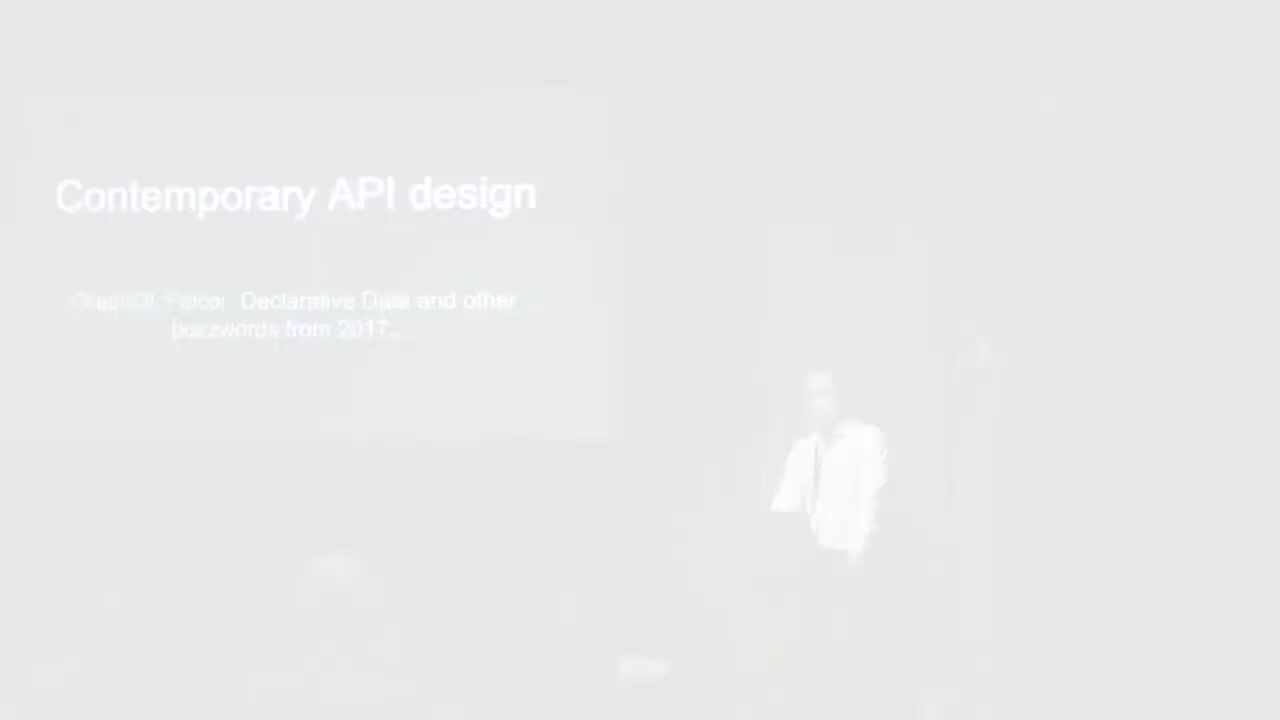 Contemporary API design
Declarative Data and other
buzzwords from 2017...